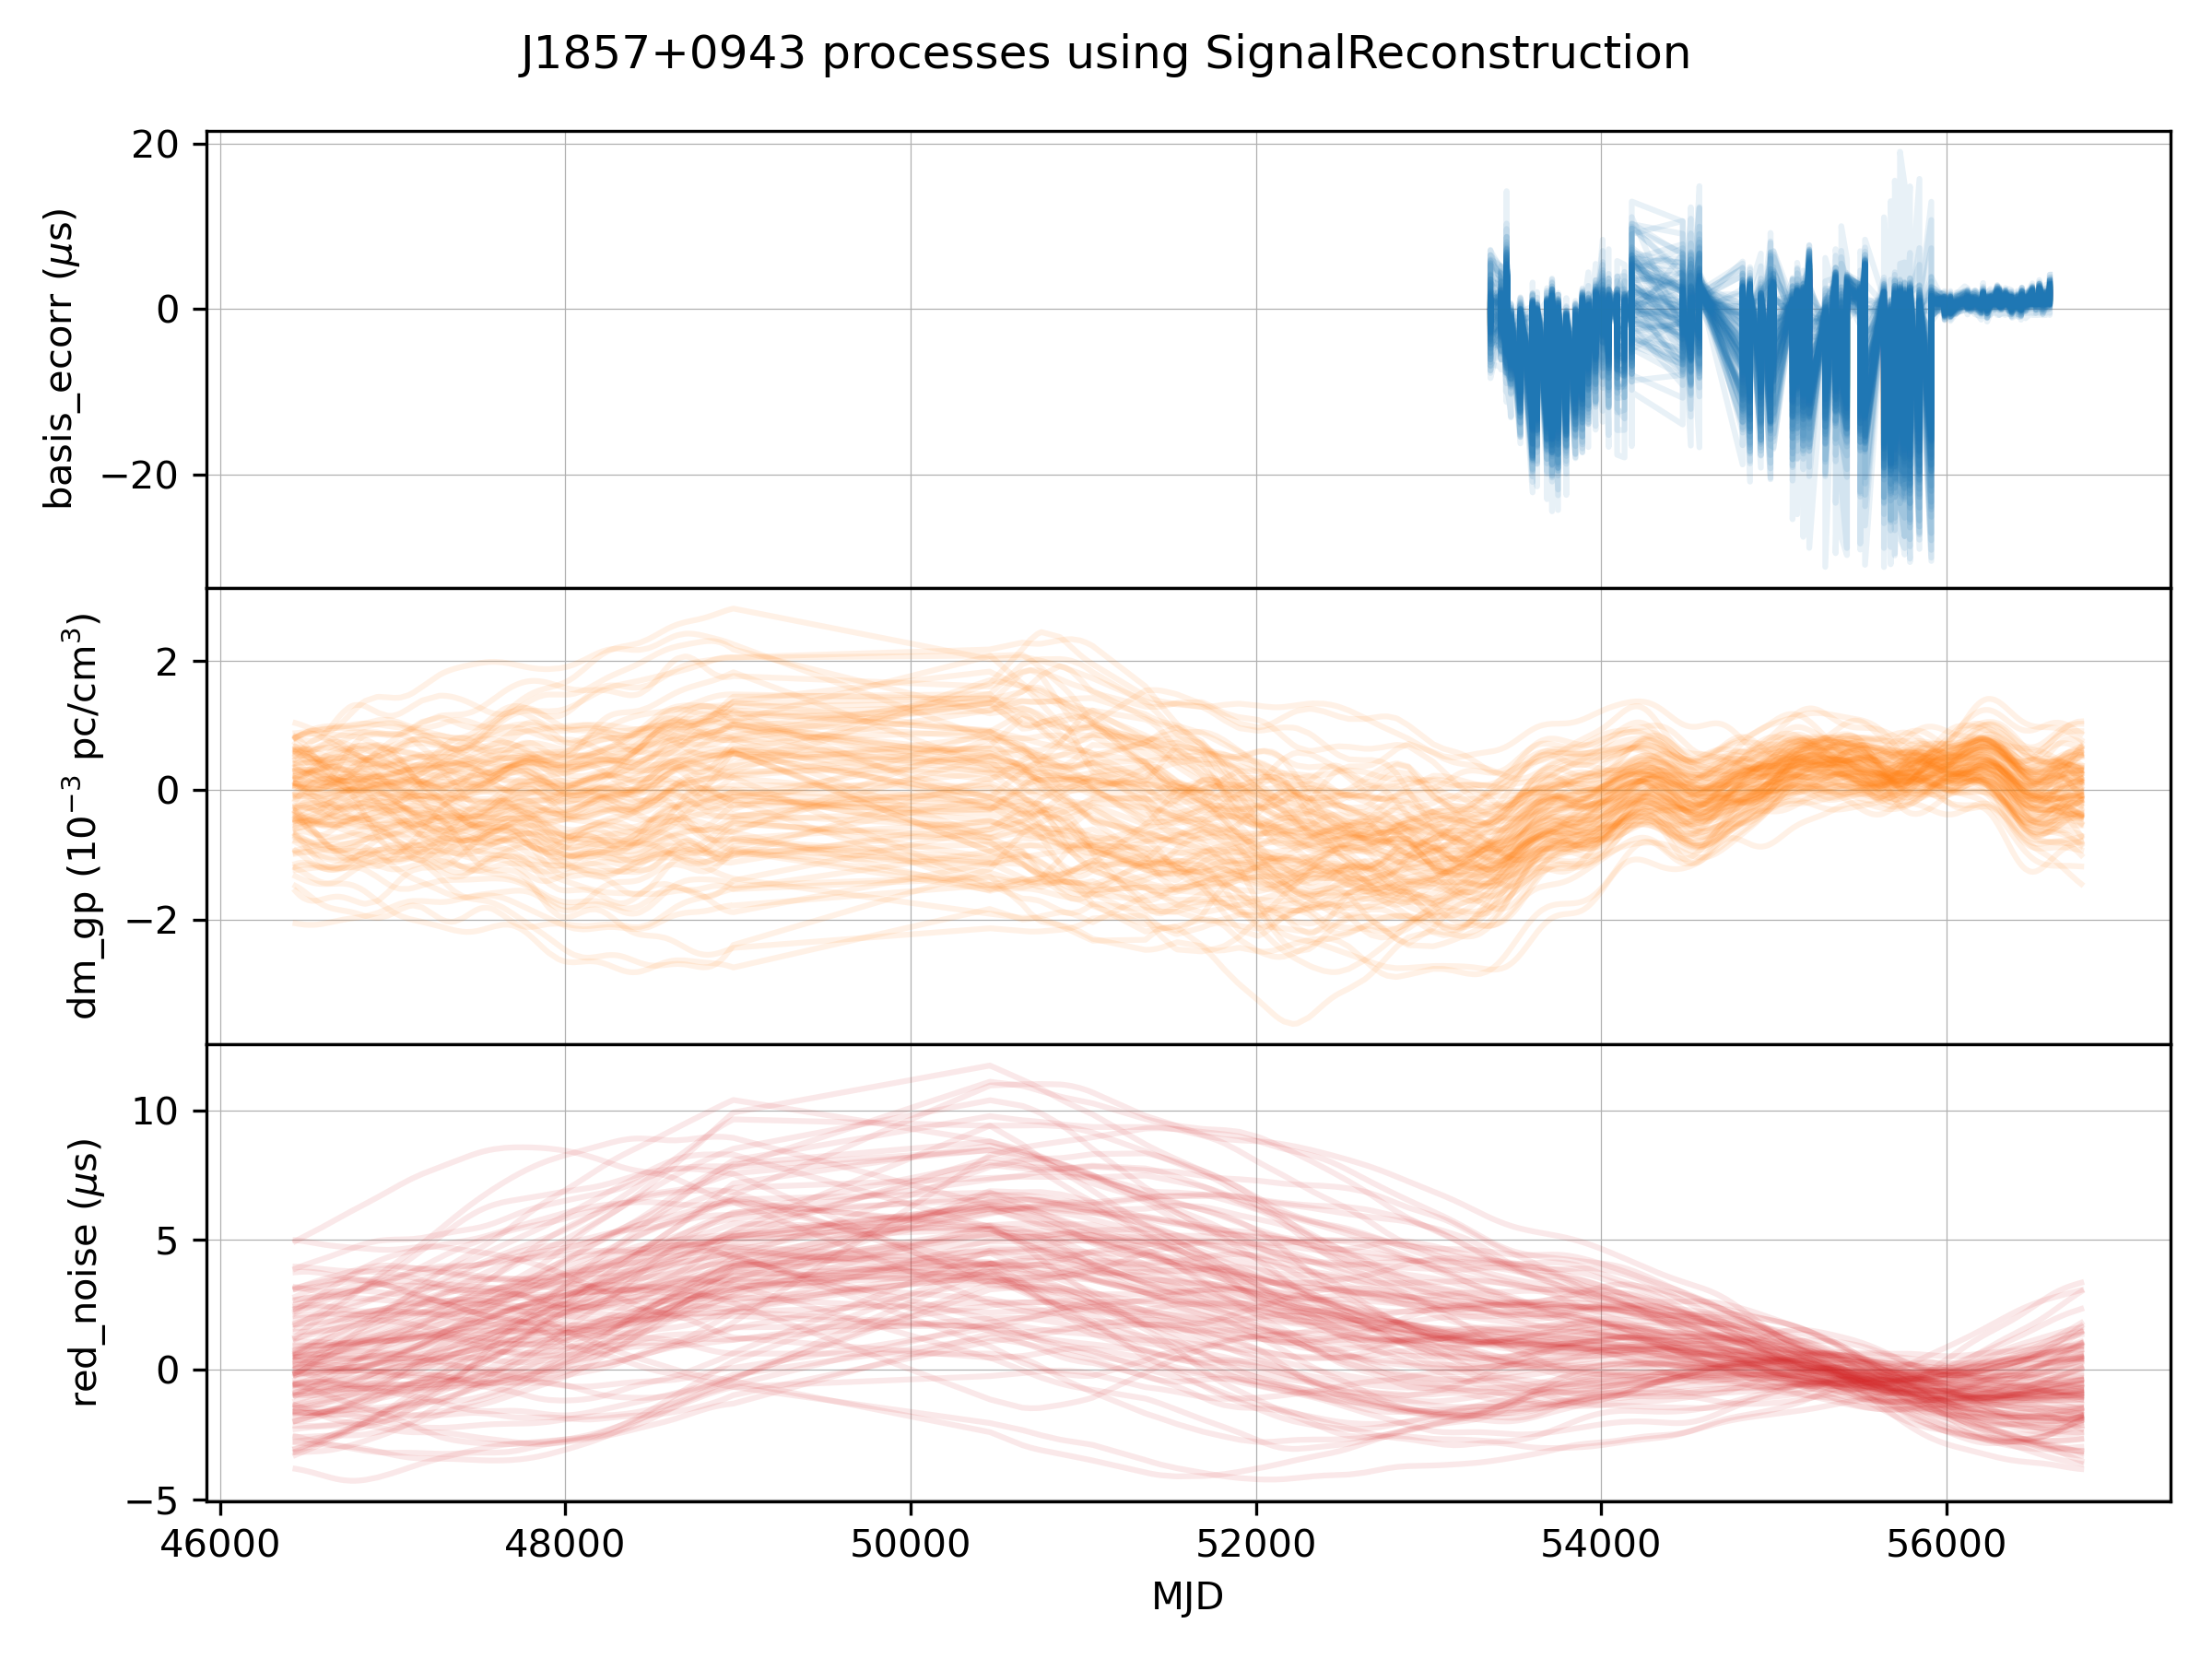 J1857+0943 processes using SignalReconstruction
basis_ecorr (μs)
20
0
−20
dm_gp (10⁻³ pc/cm³)
2
0
−2
red_noise (μs)
10
5
0
−5
46000 48000 50000 52000 54000 56000
MJD